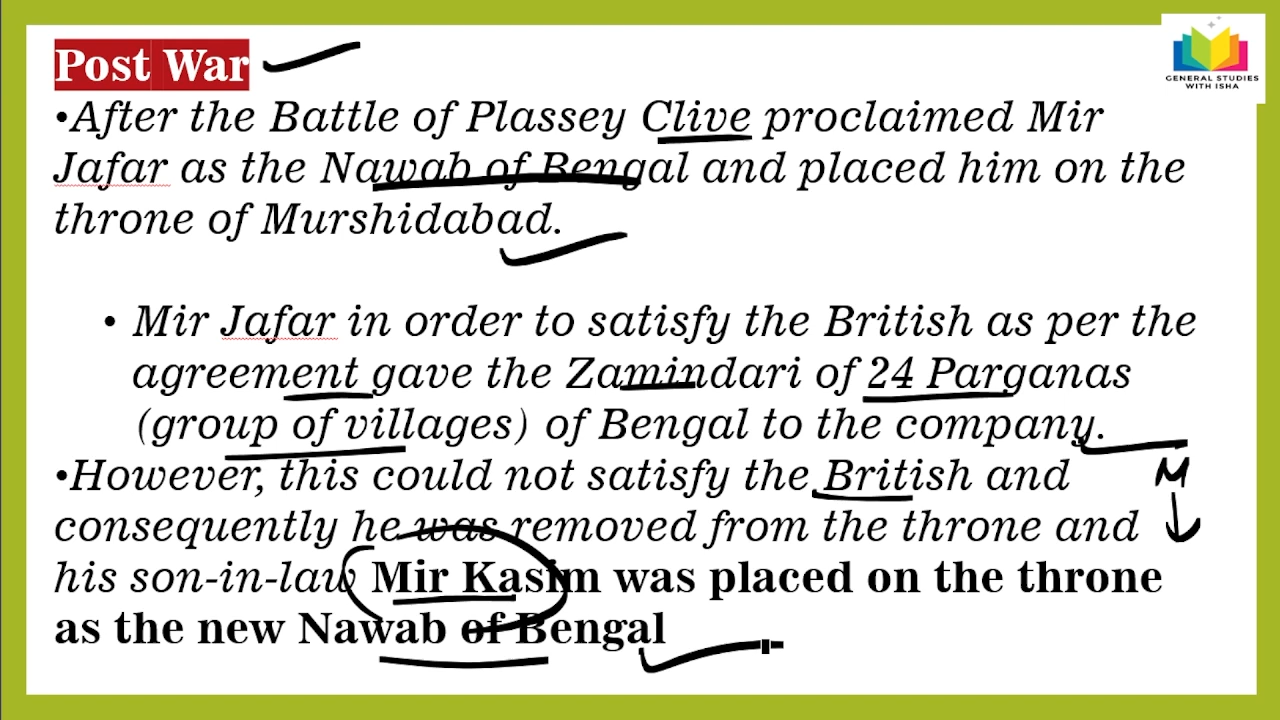 Post War
GENERAL STUDIES
WITH ISHA
•After the Battle of Plassey Clive proclaimed Mir
Jafar as the Nawab of Bengal and placed him on the
throne of Murshidabad.
• Mir Jafar in order to satisfy the British as per the
agreement gave the Zamindari of 24 Parganas
(group of villages) of Bengal to the company.
•However, this could not satisfy the British and
M
consequently he was removed from the throne and
his son-in-law Mir Kasim was placed on the throne
as the new Nawab of Bengal